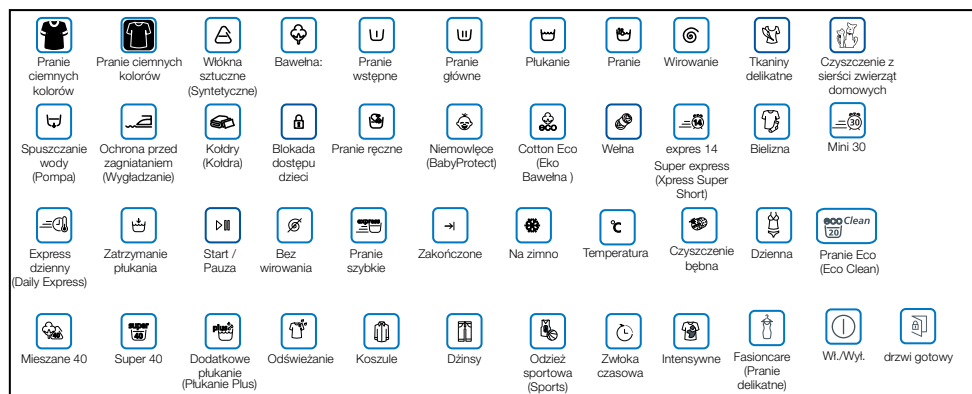 Pranie ciemnych kolorów
Pranie ciemnych kolorów
Włókna sztuczne (Syntetyczne)
Bawełna:
Pranie wstępne
Pranie główne
Płukanie
Pranie
Wirowanie
Tkaniny delikatne
Czyszczenie z sierści zwierząt domowych
Spuszczanie wody (Pompa)
Ochrona przed zagniataniem (Wygładzanie)
Kołdry (Kołdra)
Blokada dostępu dzieci
Pranie ręczne
Niemowlęce (BabyProtect)
eco
Cotton Eco (Eko Bawełna )
Wełna
14
expres 14 Super express (Xpress Super Short)
Bielizna
30
Mini 30
Express dzienny (Daily Express)
Zatrzymanie płukania
Start / Pauza
Bez wirowania
express
Pranie szybkie
Zakończone
Na zimno
°C
Temperatura
Czyszczenie bębna
Dzienna
eco Clean
20
Pranie Eco (Eco Clean)
40
Mieszane 40
super
40
Super 40
plus
Dodatkowe płukanie (Płukanie Plus)
Odświeżanie
Koszule
Dżinsy
Odzież sportowa (Sports)
Zwłoka czasowa
Intensywne
Fasioncare (Pranie delikatne)
Wł./Wył.
drzwi gotowy